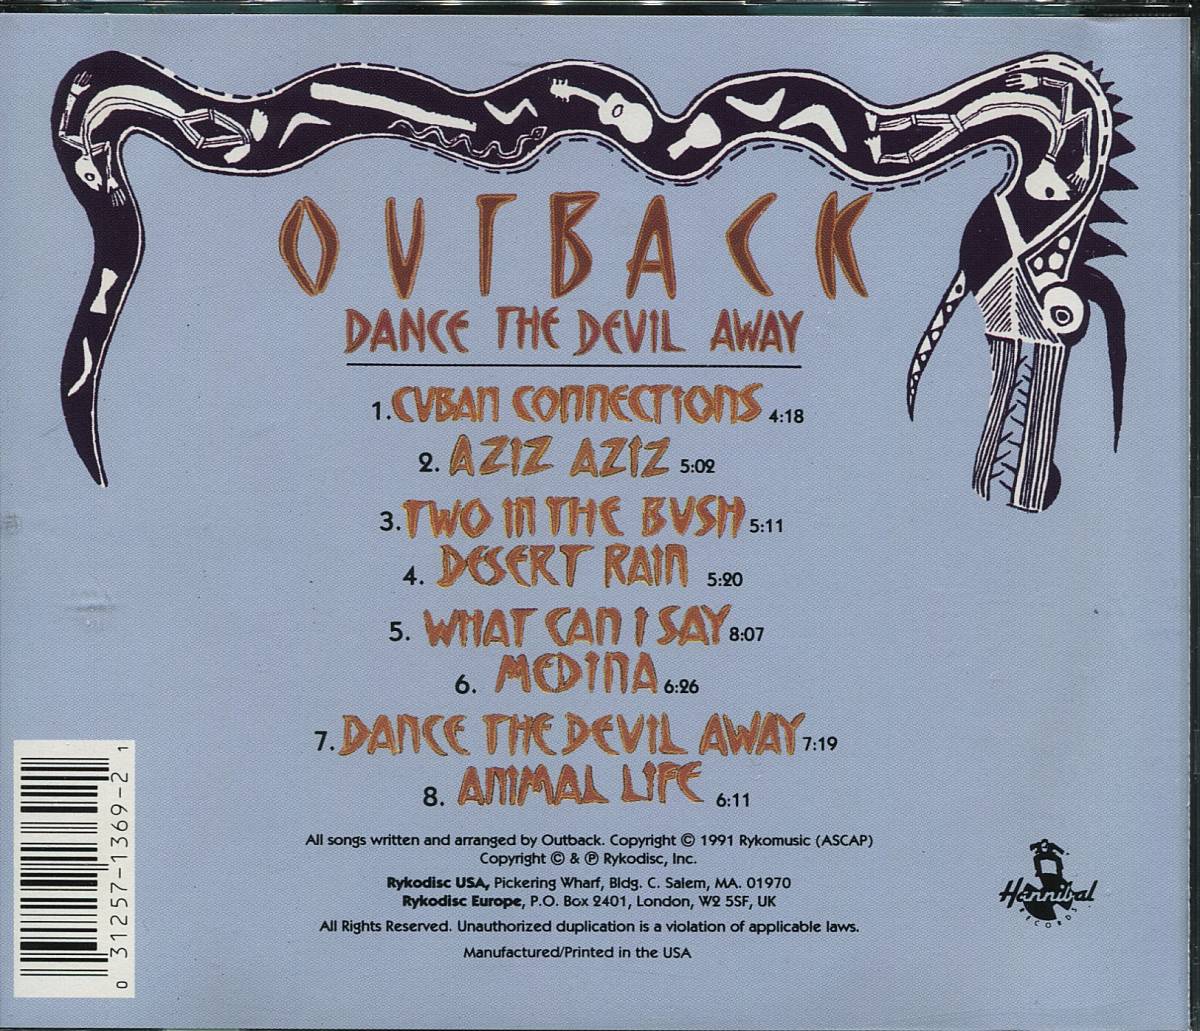 OUTBACK
DANCE THE DEVIL AWAY
1. CUBAN CONNECTIONS 4:18
2. AZIZ AZIZ 5:02
3. TWO IN THE BUSH 5:11
4. DESERT RAIN 5:20
5. WHAT CAN I SAY 8:07
6. MEDINA 6:26
7. DANCE THE DEVIL AWAY 7:19
8. ANIMAL LIFE 6:11
All songs written and arranged by Outback. Copyright © 1991 Rykomusic (ASCAP)
Copyright © & ℗ Rykodisc, Inc.
Rykodisc USA, Pickering Wharf, Bldg. C. Salem, MA. 01970
Rykodisc Europe, P.O. Box 2401, London, W2 5SF, UK
All Rights Reserved. Unauthorized duplication is a violation of applicable laws.
Manufactured/Printed in the USA
Hannibal
RECORDS
0 31257-1369-2 1